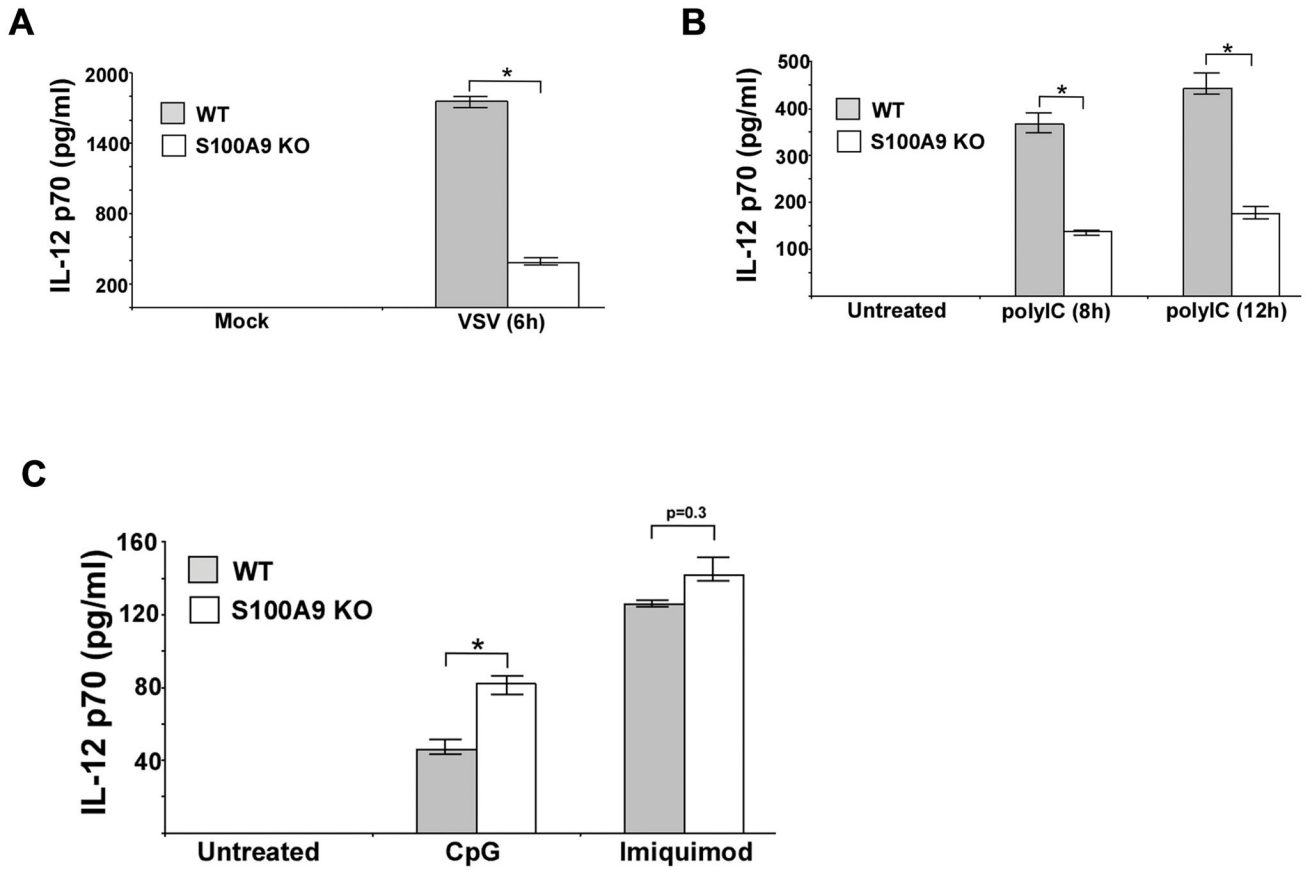 A
IL-12 p70 (pg/ml)
2000
1400
800
200
WT
S100A9 KO
*
Mock
VSV (6h)
B
IL-12 p70 (pg/ml)
500
400
300
200
100
WT
S100A9 KO
*
*
Untreated
polyIC (8h)
polyIC (12h)
C
IL-12 p70 (pg/ml)
160
120
80
40
WT
S100A9 KO
*
p=0.3
Untreated
CpG
Imiquimod